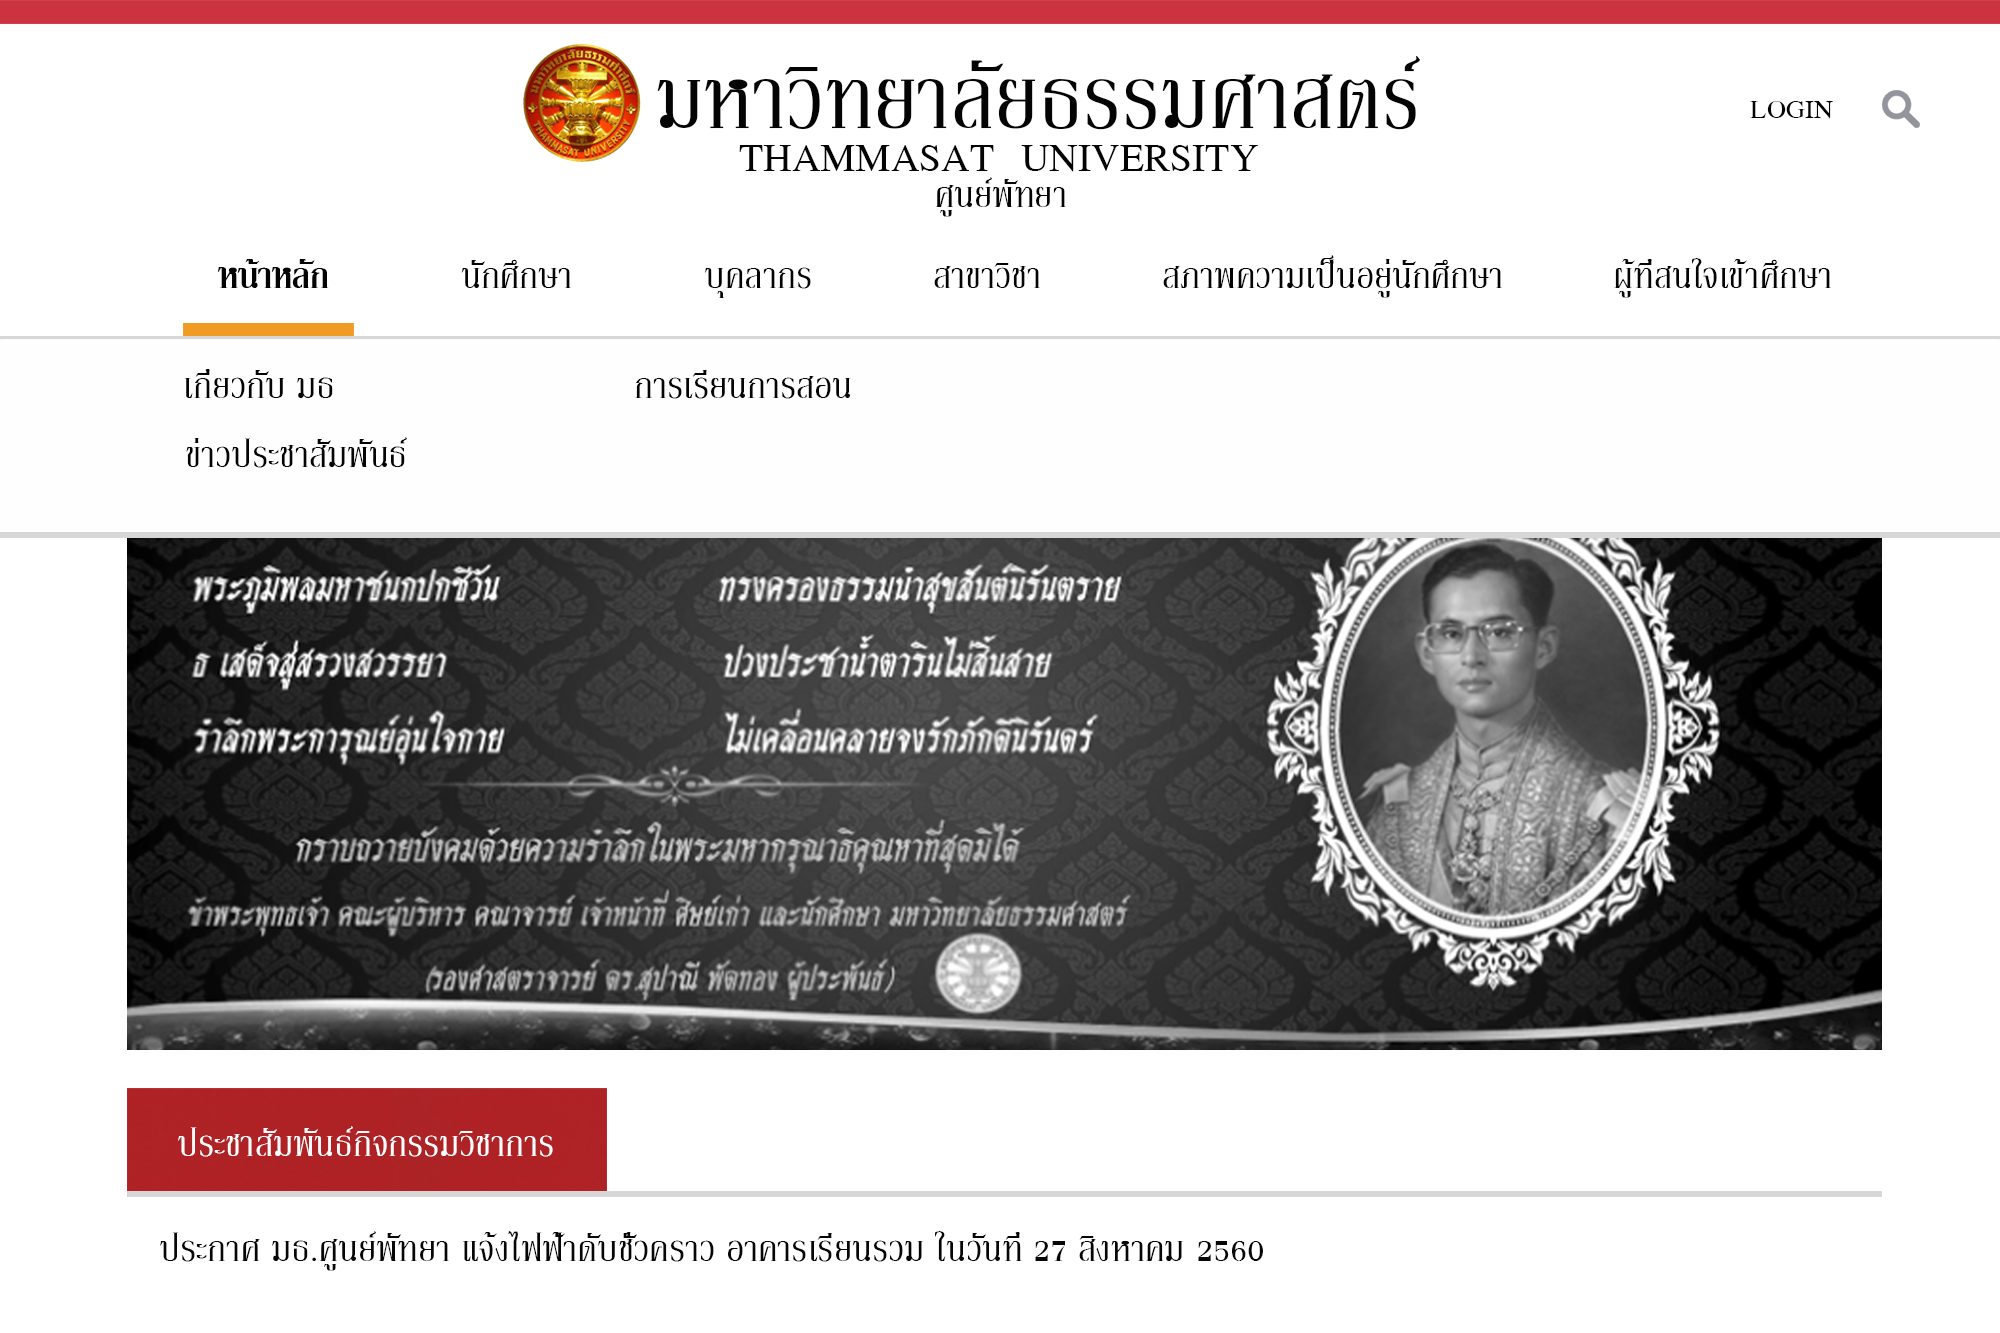 มหาวิทยาลัยธรรมศาสตร์
THAMMASAT UNIVERSITY
ศูนย์พัทยา
LOGIN
หน้าหลัก นักศึกษา บุคลากร สาขาวิชา สภาพความเป็นอยู่นักศึกษา ผู้ที่สนใจเข้าศึกษา
เกี่ยวกับ มธ การเรียนการสอน
ข่าวประชาสัมพันธ์
พระภูมิพลมหาชนกปกชีวัน ทรงครองธรรมนำสุขสันต์นิรันตราย
ธ เสด็จสู่สรวงสวรรยา ปวงประชาน้ำตารินไม่สิ้นสาย
รำลึกพระการุณย์อุ่นใจกาย ไม่เคลื่อนคลายจงรักภักดีนิรันดร์
กราบถวายบังคมด้วยความรำลึกในพระมหากรุณาธิคุณหาที่สุดมิได้
ข้าพระพุทธเจ้า คณะผู้บริหาร คณาจารย์ เจ้าหน้าที่ ศิษย์เก่า และนักศึกษา มหาวิทยาลัยธรรมศาสตร์
(รองศาสตราจารย์ ดร.สุปาณี พัดทอง ผู้ประพันธ์)
ประชาสัมพันธ์กิจกรรมวิชาการ
ประกาศ มธ.ศูนย์พัทยา แจ้งไฟฟ้าดับชั่วคราว อาคารเรียนรวม ในวันที่ 27 สิงหาคม 2560